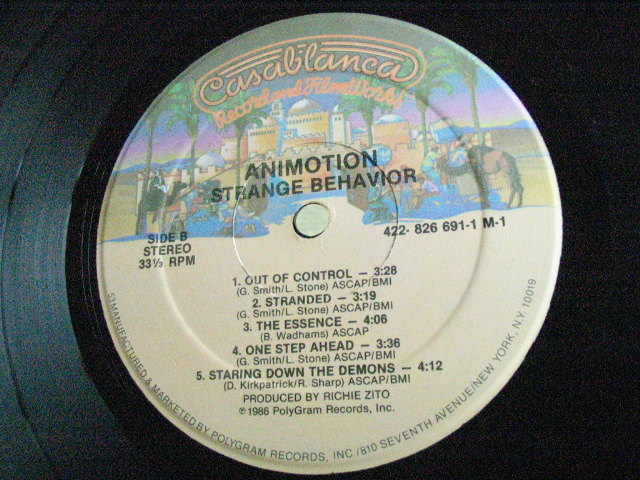 Casablanca
Record and FilmWorks
ANIMOTION
STRANGE BEHAVIOR
SIDE B
STEREO
33⅓ RPM
422- 826 691-1 M-1
1. OUT OF CONTROL — 3:28
(G. Smith/L. Stone) ASCAP/BMI
2. STRANDED — 3:19
(G. Smith/L. Stone) ASCAP/BMI
3. THE ESSENCE — 4:06
(B. Wadhams) ASCAP
4. ONE STEP AHEAD — 3:36
(G. Smith/L. Stone) ASCAP/BMI
5. STARING DOWN THE DEMONS — 4:12
(D. Kirkpatrick/R. Sharp) ASCAP/BMI
PRODUCED BY RICHIE ZITO
℗1986 PolyGram Records, Inc.
53MANUFACTURED & MARKETED BY POLYGRAM RECORDS, INC./810 SEVENTH AVENUE/NEW YORK, N.Y. 10019